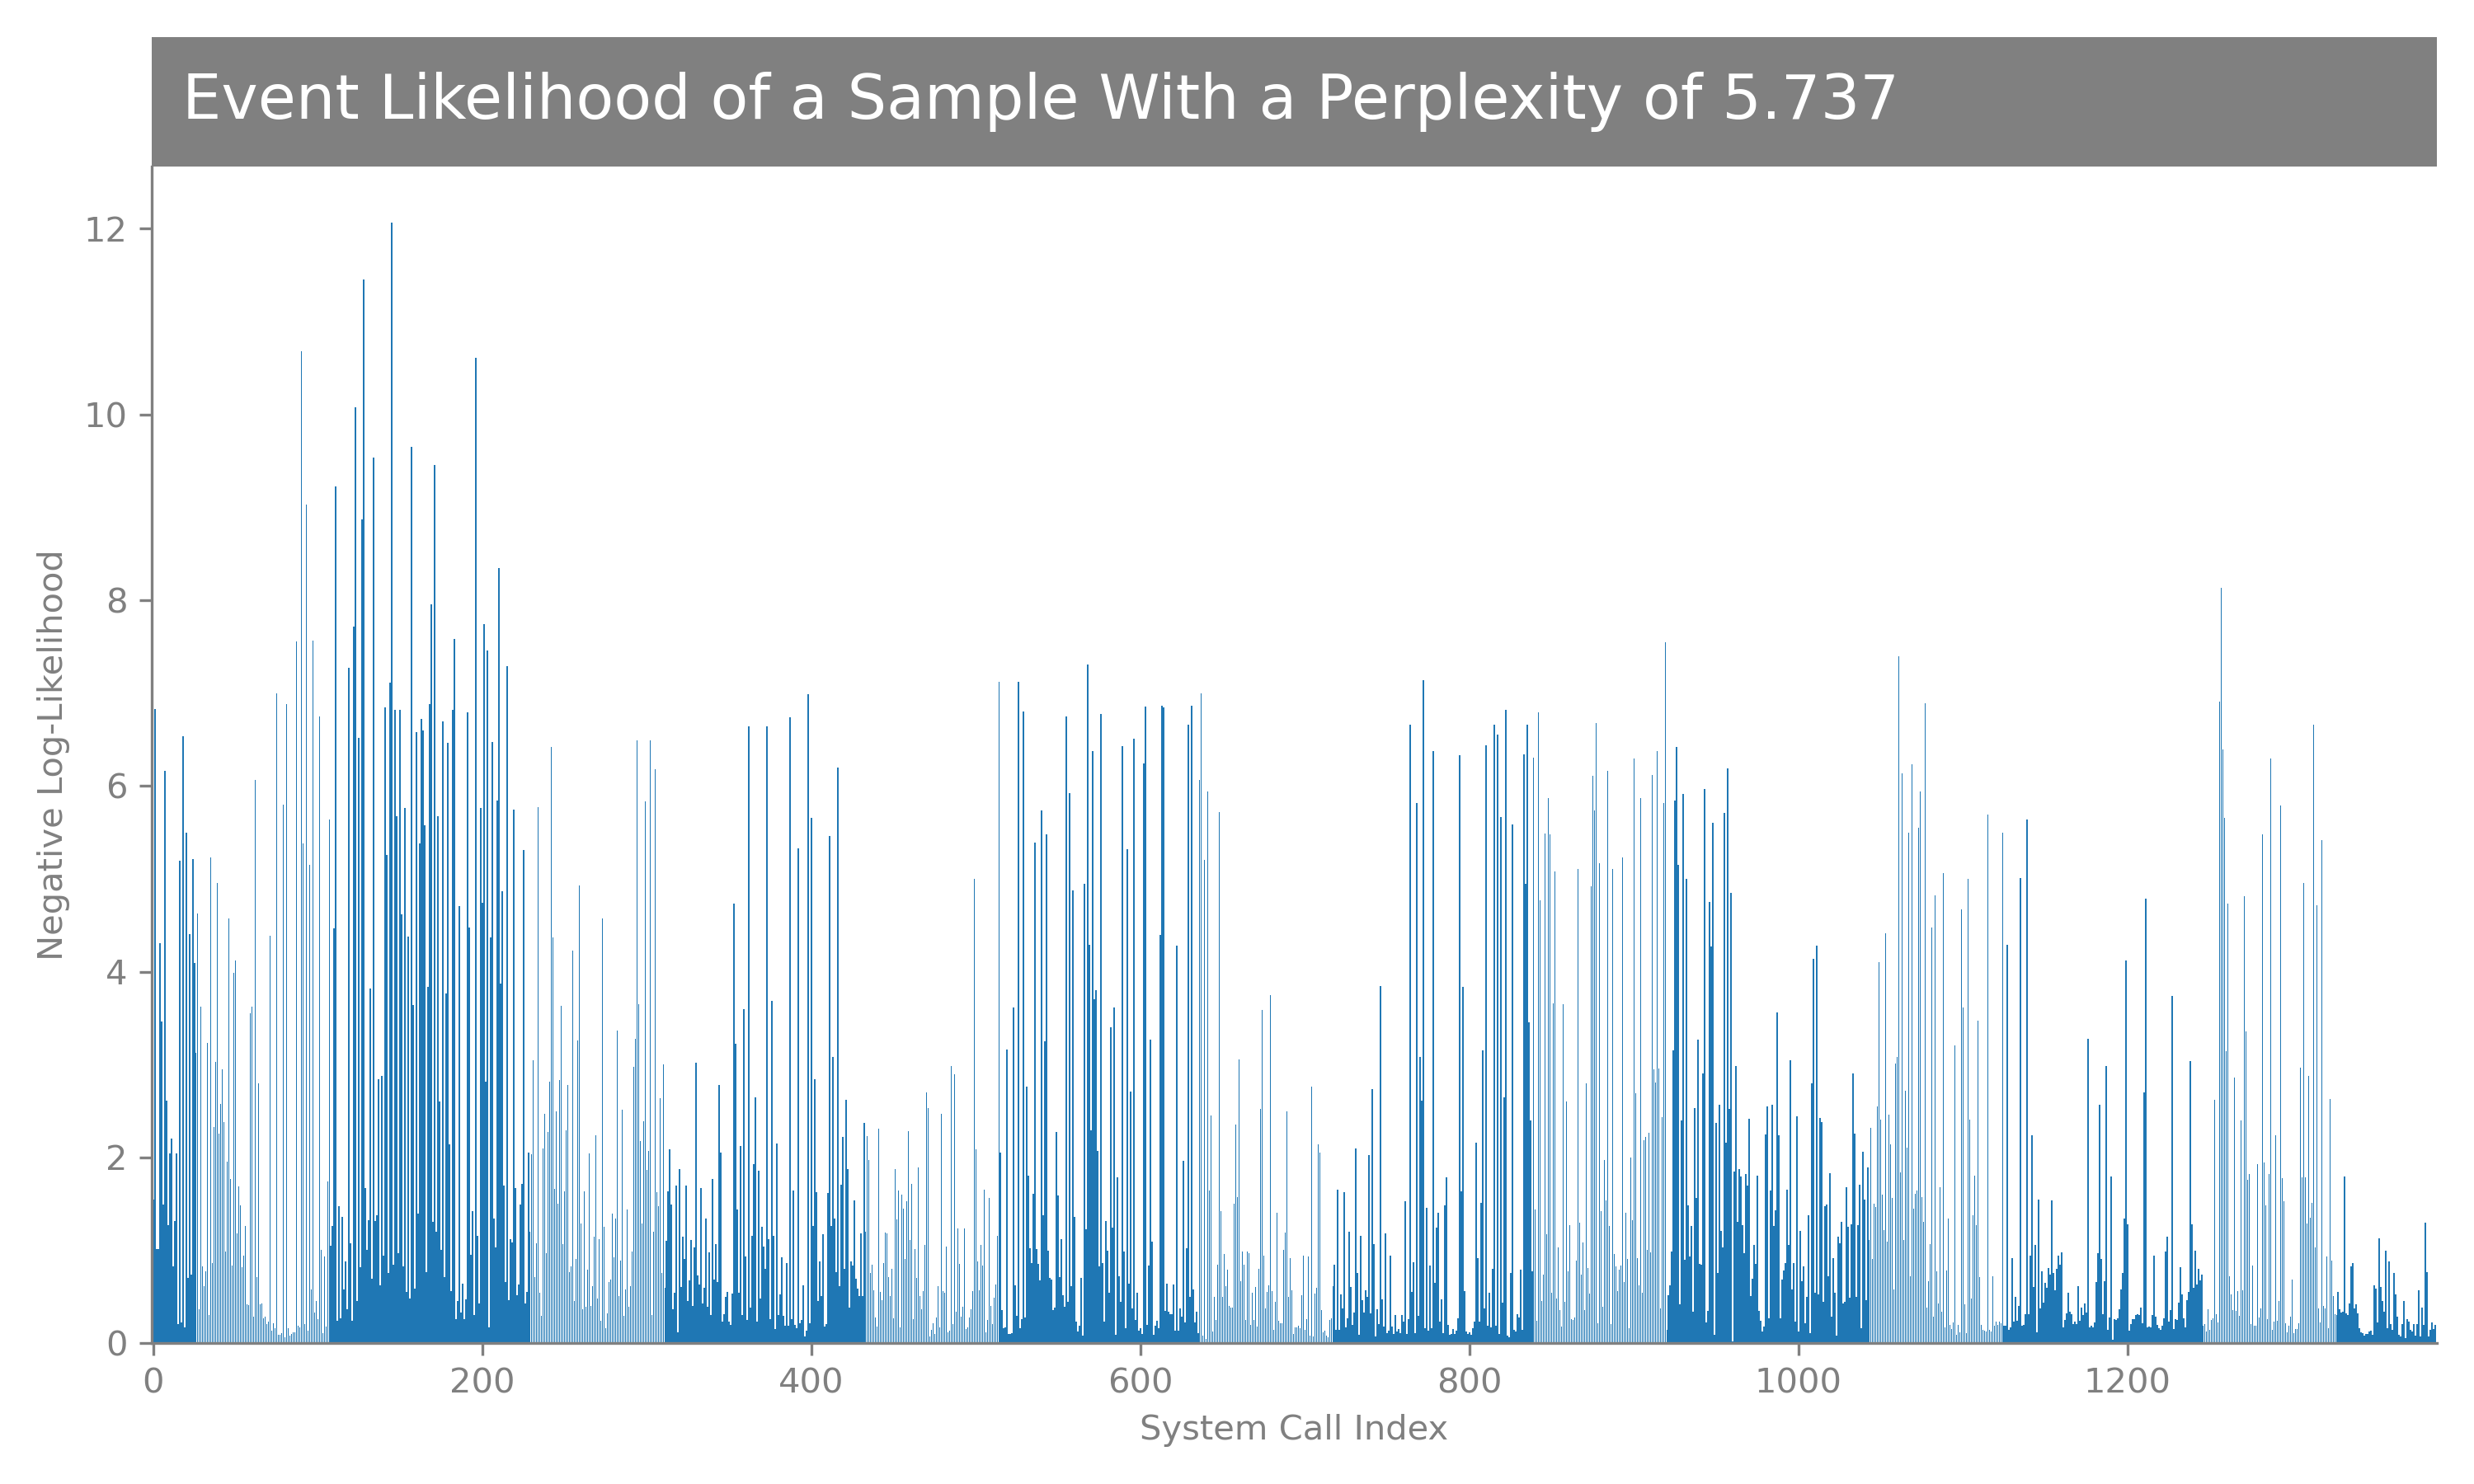 Event Likelihood of a Sample With a Perplexity of 5.737
12
10
8
6
4
2
0
Negative Log-Likelihood
0 200 400 600 800 1000 1200
System Call Index